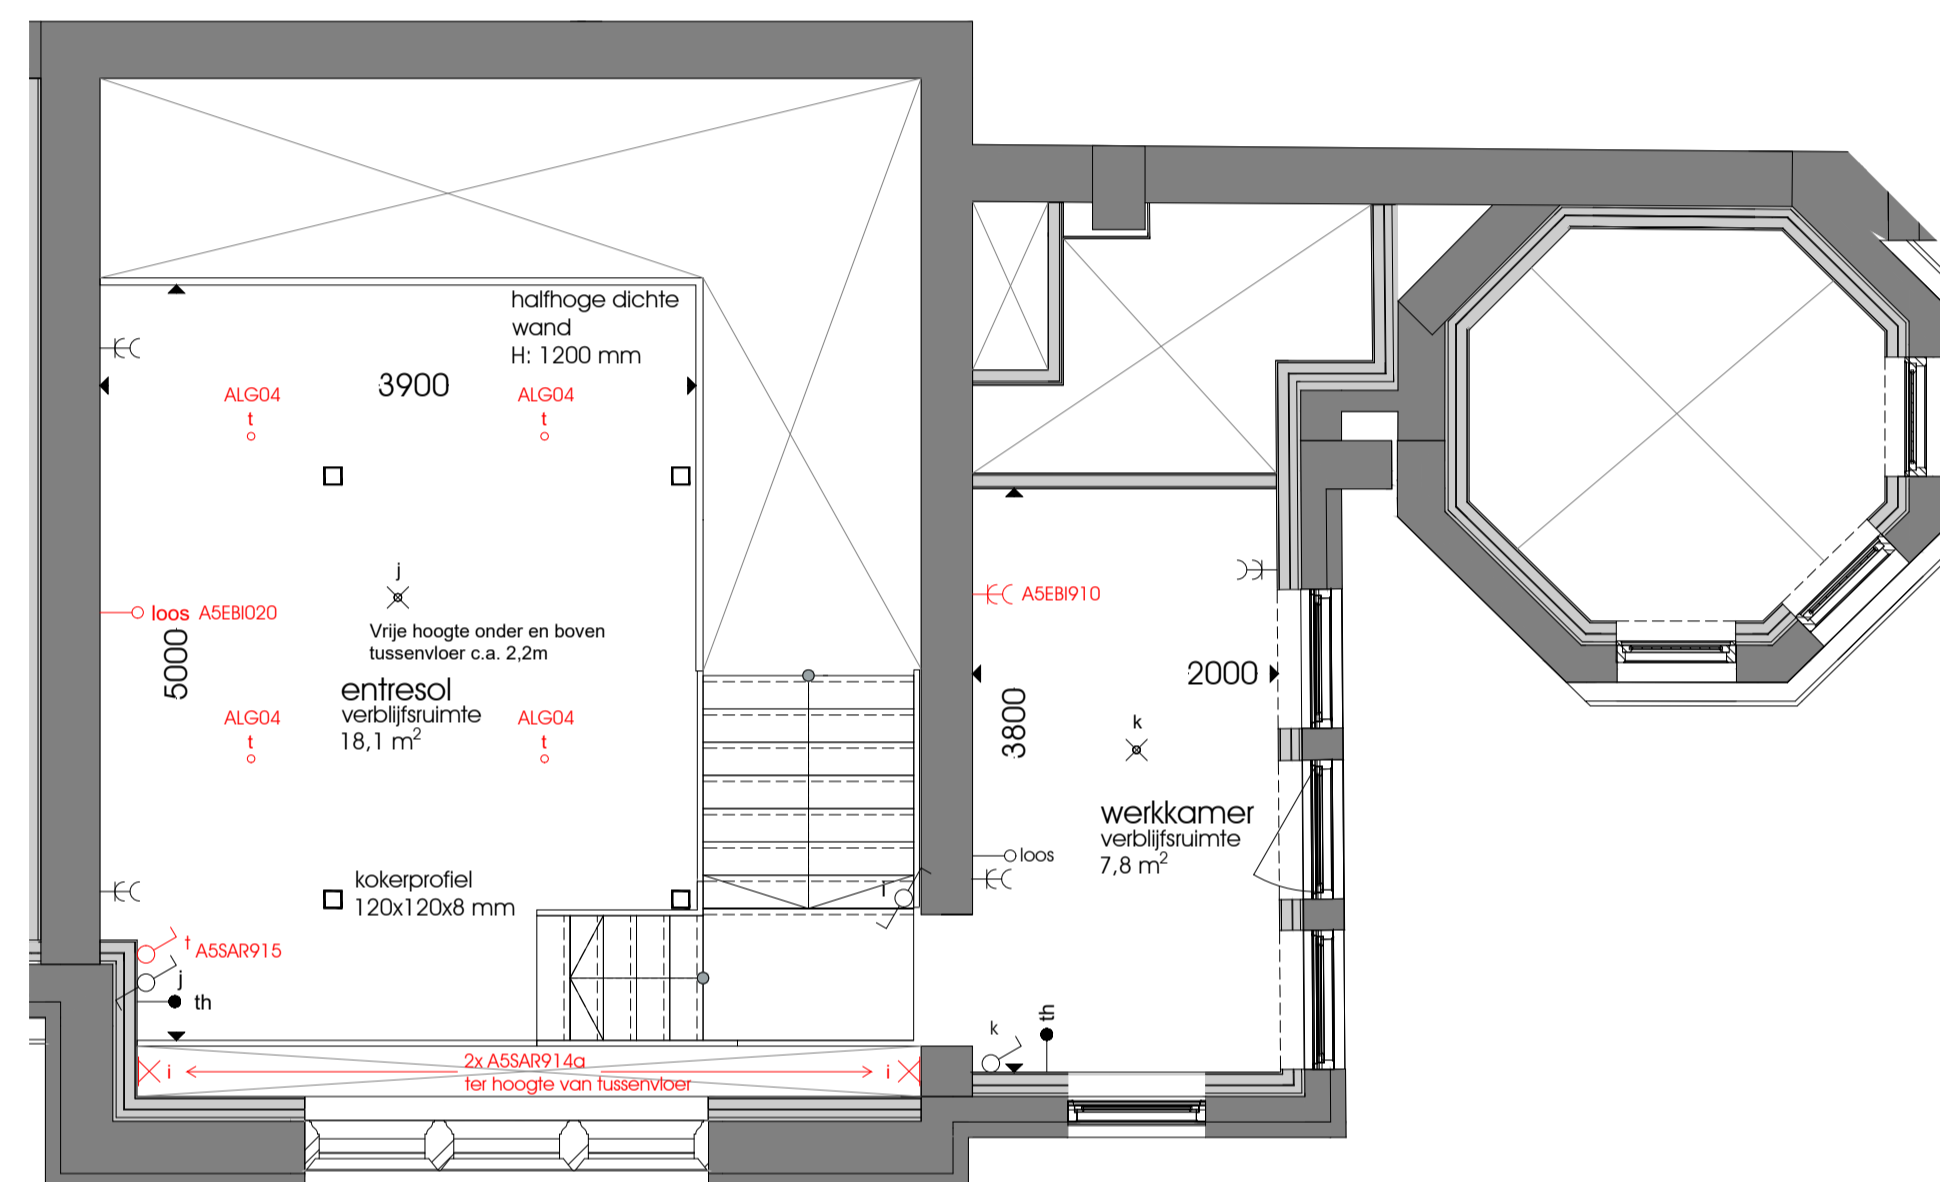 halfhoge dichte
wand
H: 1200 mm
3900
ALG04
t
ALG04
t
j
loos A5EBI020
5000
Vrije hoogte onder en boven
tussenvloer c.a. 2,2m
entresol
verblijfsruimte
18,1 m²
ALG04
t
ALG04
t
kokerprofiel
120x120x8 mm
t A5SAR915
j
th
i
2x A5SAR914a
ter hoogte van tussenvloer
i
A5EBI910
2000
3800
k
werkkamer
verblijfsruimte
7,8 m²
loos
k
th